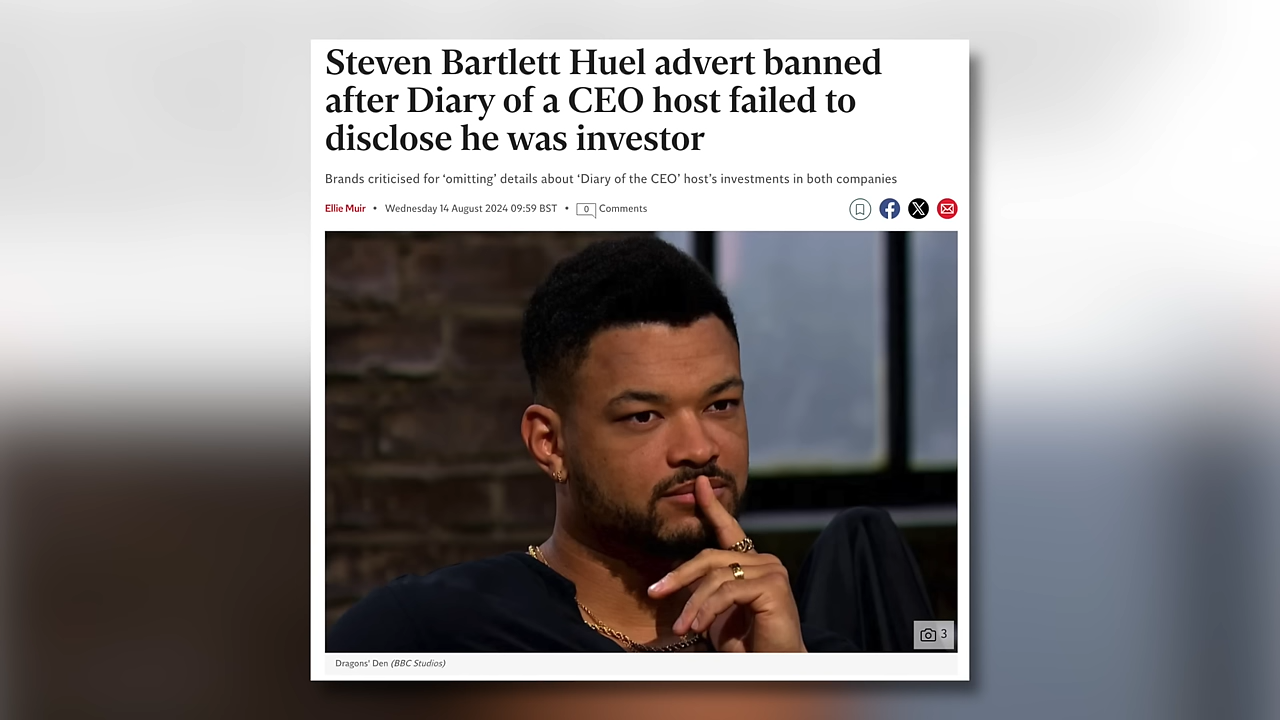 Steven Bartlett Huel advert banned
after Diary of a CEO host failed to
disclose he was investor
Brands criticised for ‘omitting’ details about ‘Diary of the CEO’ host’s investments in both companies
Ellie Muir • Wednesday 14 August 2024 09:59 BST • 0 Comments
3
Dragons' Den (BBC Studios)